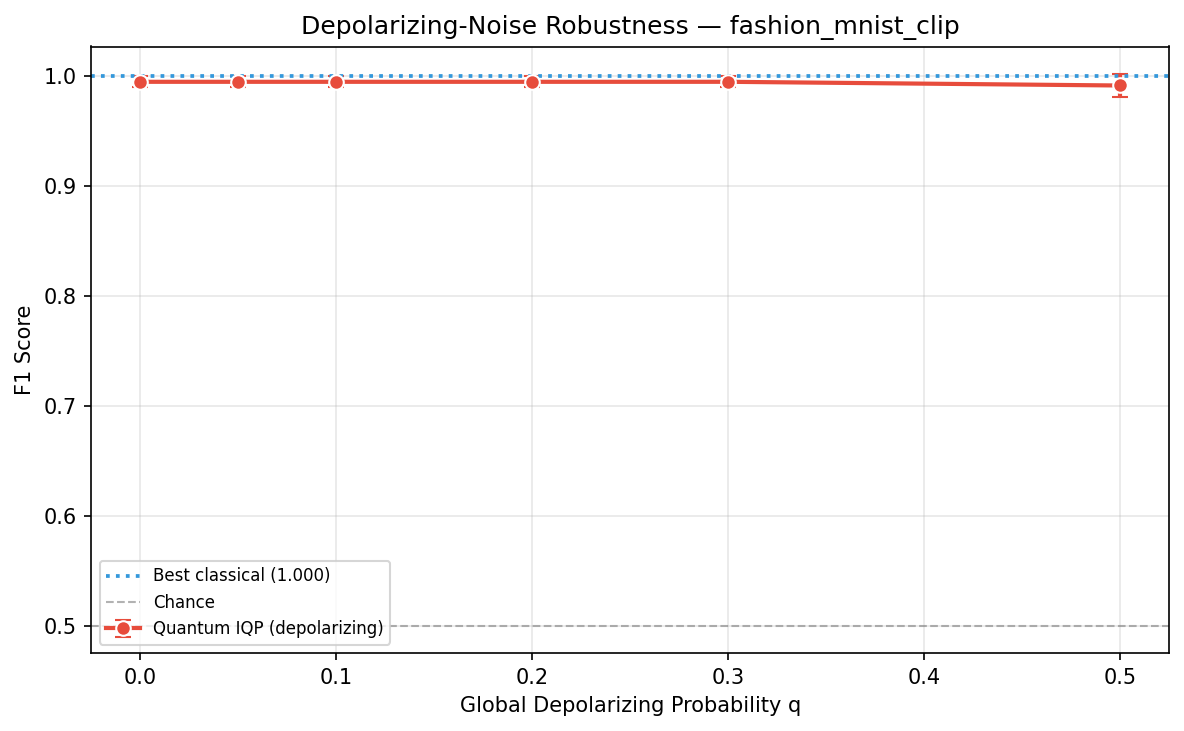 Depolarizing-Noise Robustness — fashion_mnist_clip
F1 Score
1.0
0.9
0.8
0.7
0.6
0.5
Best classical (1.000)
Chance
Quantum IQP (depolarizing)
0.0 0.1 0.2 0.3 0.4 0.5
Global Depolarizing Probability q